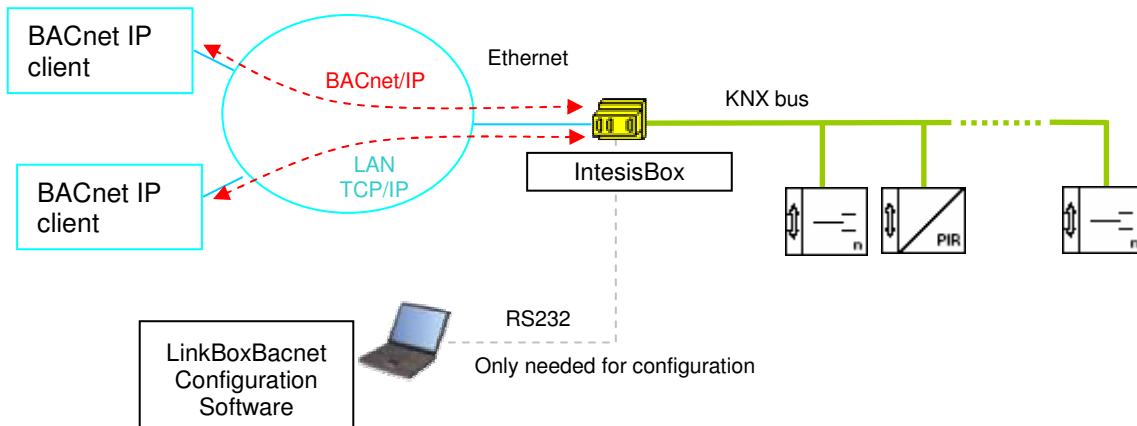 BACnet IP
client
Ethernet
BACnet/IP
KNX bus
LAN
TCP/IP
IntesisBox
BACnet IP
client
n
PIR
n
RS232
Only needed for configuration
LinkBoxBacnet
Configuration
Software